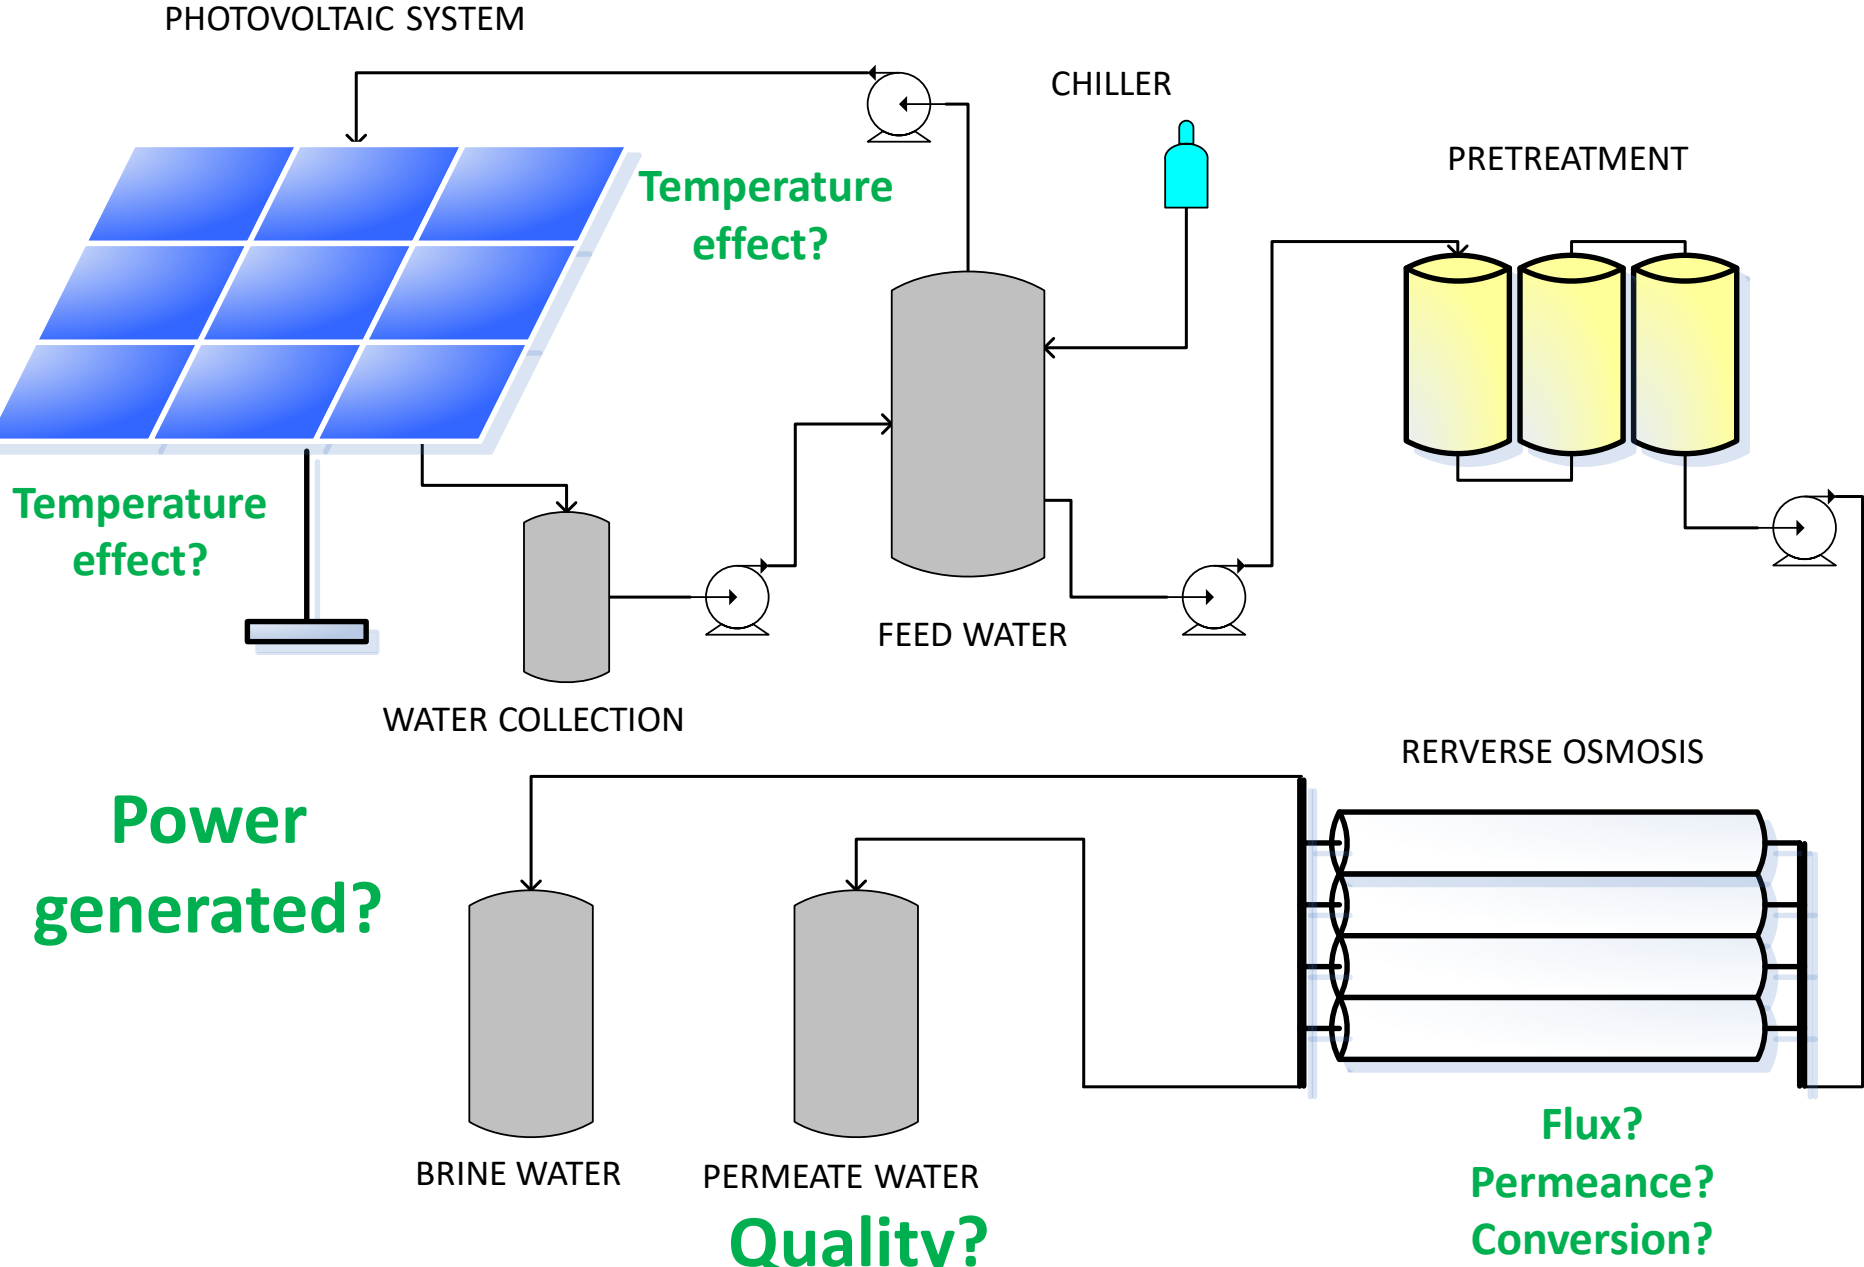 PHOTOVOLTAIC SYSTEM
CHILLER
PRETREATMENT
Temperature
effect?
Temperature
effect?
FEED WATER
WATER COLLECTION
RERVERSE OSMOSIS
Power
generated?
BRINE WATER
PERMEATE WATER
Quality?
Flux?
Permeance?
Conversion?